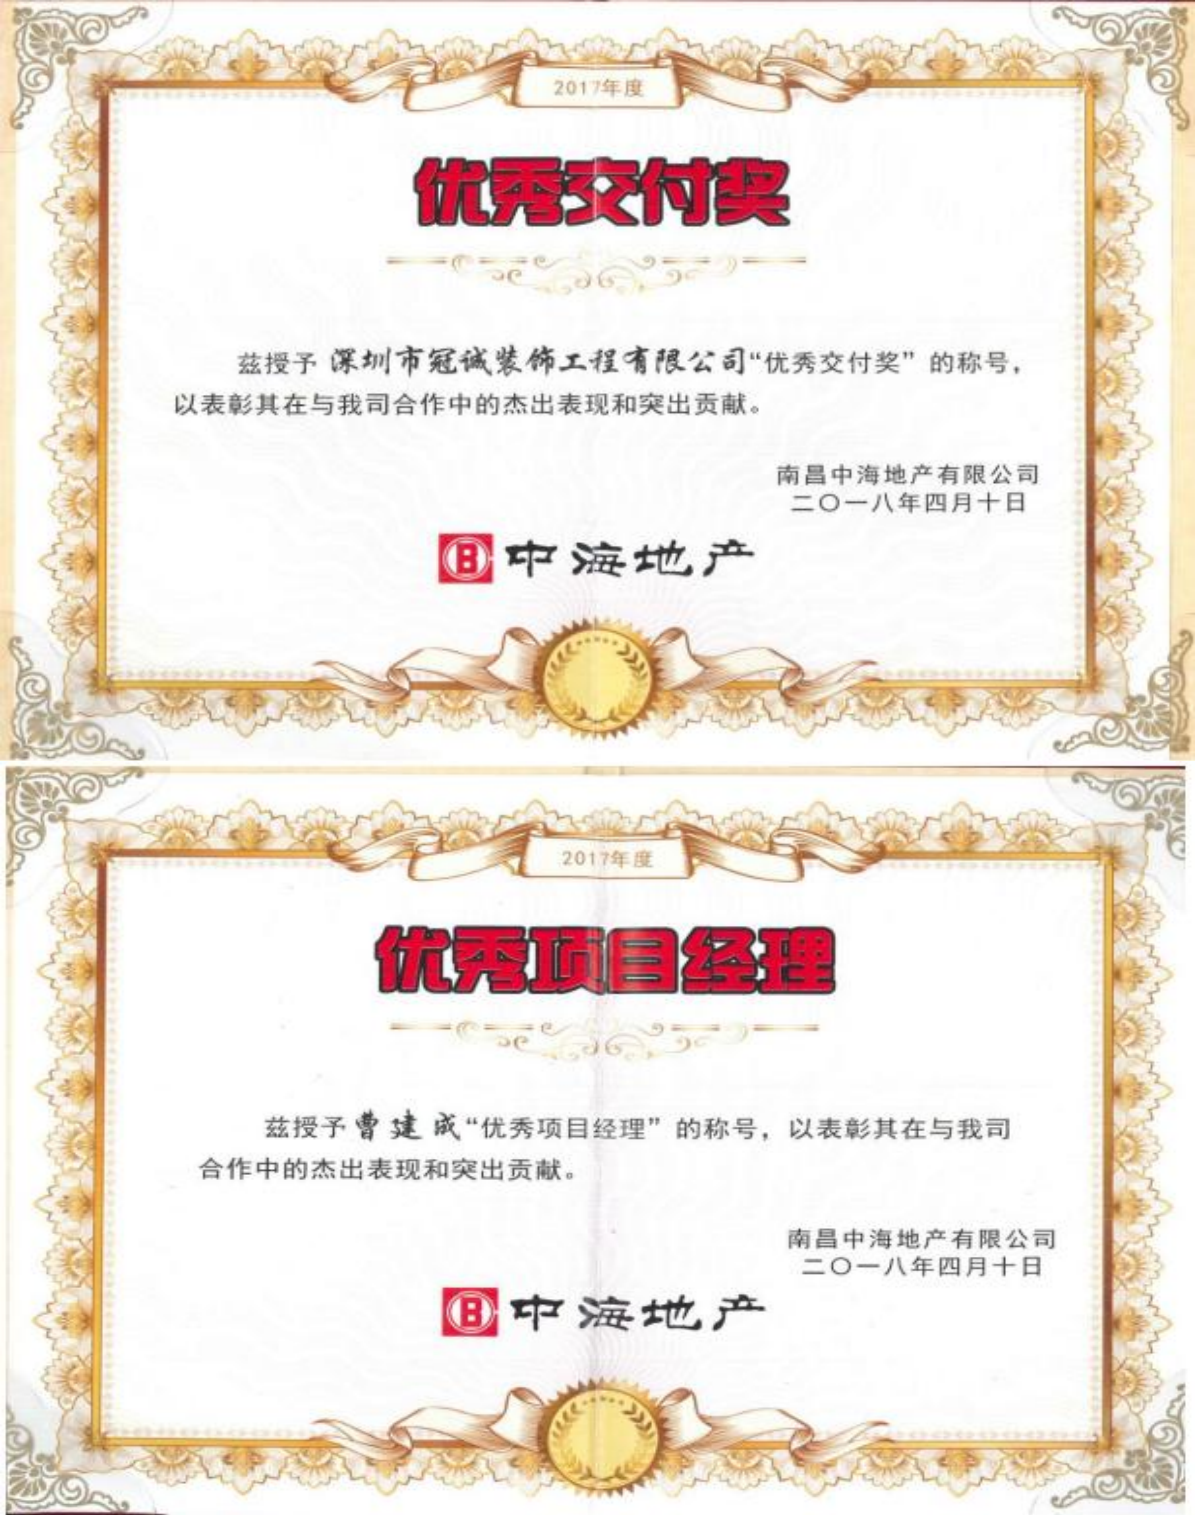 2017年度
优秀交付奖
兹授予 深圳市冠诚装饰工程有限公司“优秀交付奖”的称号，
以表彰其在与我司合作中的杰出表现和突出贡献。
南昌中海地产有限公司
二〇一八年四月十日
B 中海地产
2017年度
优秀项目经理
兹授予 曹建成“优秀项目经理”的称号，以表彰其在与我司
合作中的杰出表现和突出贡献。
南昌中海地产有限公司
二〇一八年四月十日
B 中海地产